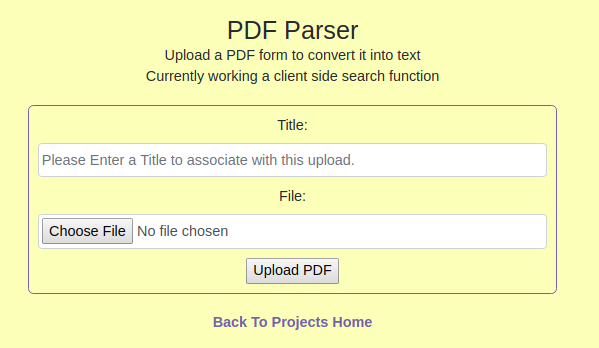 PDF Parser
Upload a PDF form to convert it into text
Currently working a client side search function
Title:
Please Enter a Title to associate with this upload.
File:
Choose File No file chosen
Upload PDF
Back To Projects Home